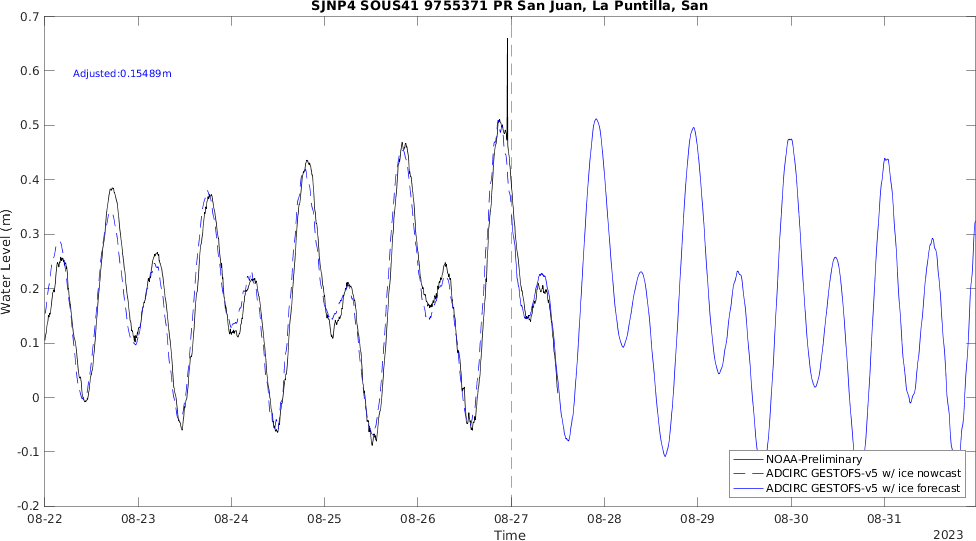 SJNP4 SOUS41 9755371 PR San Juan, La Puntilla, San
Adjusted:0.15489m
Water Level (m)
0.7
0.6
0.5
0.4
0.3
0.2
0.1
0
-0.1
-0.2
NOAA-Preliminary
ADCIRC GESTOFS-v5 w/ ice nowcast
ADCIRC GESTOFS-v5 w/ ice forecast
08-22 08-23 08-24 08-25 08-26 08-27 08-28 08-29 08-30 08-31
Time
2023